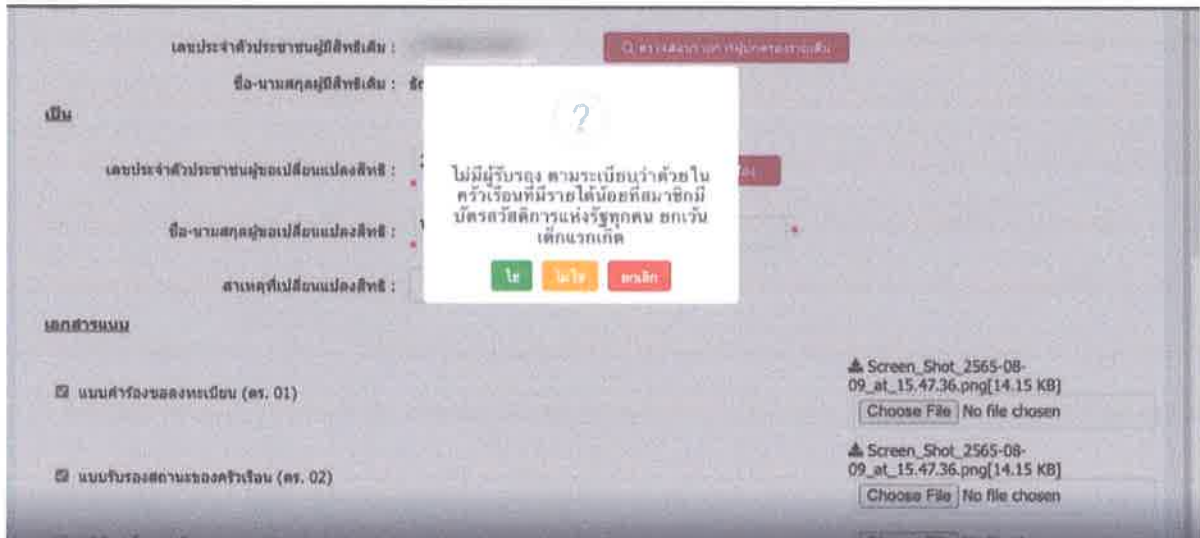 เลขประจำตัวประชาชนผู้มีสิทธิเดิม :
ชื่อ-นามสกุลผู้มีสิทธิเดิม :
เป็น
เลขประจำตัวประชาชนผู้ขอเปลี่ยนแปลงสิทธิ :
ชื่อ-นามสกุลผู้ขอเปลี่ยนแปลงสิทธิ :
สาเหตุที่เปลี่ยนแปลงสิทธิ :
?
ไม่มีผู้รับรอง ตามระเบียบว่าด้วยใน
ครัวเรือนที่มีรายได้น้อยที่สมาชิกมี
บัตรสวัสดิการแห่งรัฐทุกคน ยกเว้น
เด็กแรกเกิด
ใช่ ไม่ใช่ ยกเลิก
เอกสารแนบ
แบบคำร้องขอลงทะเบียน (ดร. 01)
Screen_Shot_2565-08-
09_at_15.47.36.png[14.15 KB]
Choose File No file chosen
แบบรับรองสถานะของครัวเรือน (ดร. 02)
Screen_Shot_2565-08-
09_at_15.47.36.png[14.15 KB]
Choose File No file chosen